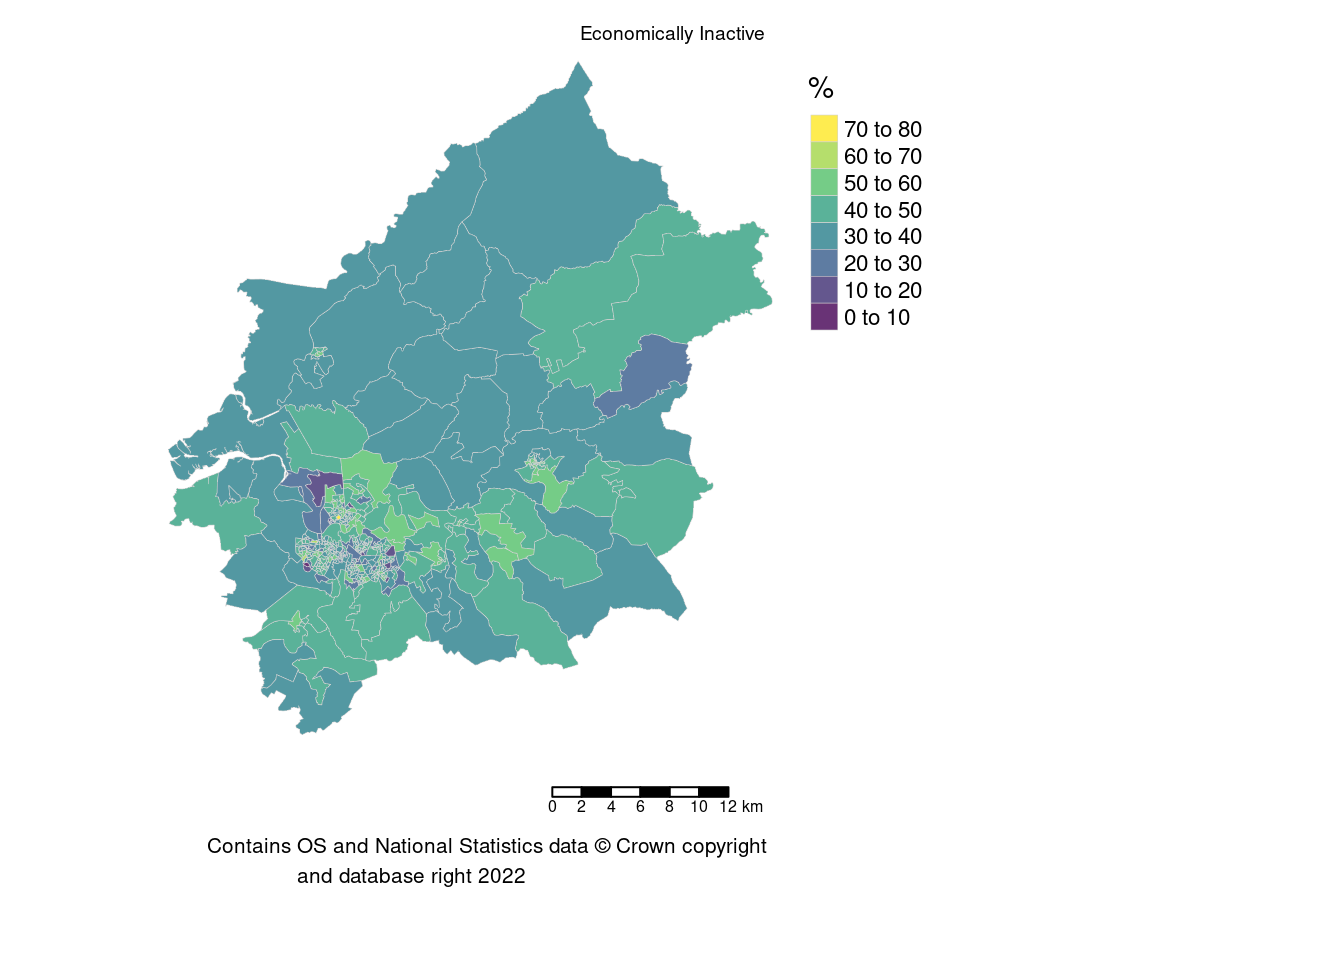 Economically Inactive
%
70 to 80
60 to 70
50 to 60
40 to 50
30 to 40
20 to 30
10 to 20
0 to 10
0 2 4 6 8 10 12 km
Contains OS and National Statistics data © Crown copyright
and database right 2022